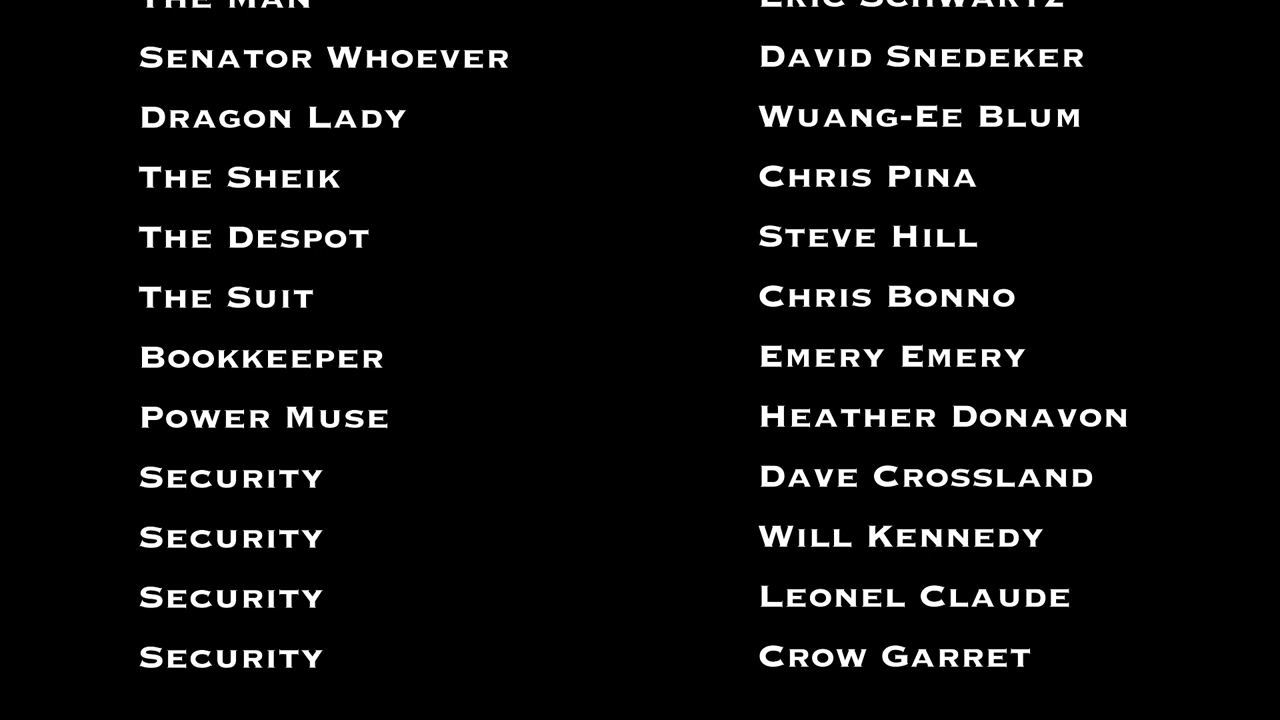 The Man Eric Schwartz
Senator Whoever David Snedeker
Dragon Lady Wuang-Ee Blum
The Sheik Chris Pina
The Despot Steve Hill
The Suit Chris Bonno
Bookkeeper Emery Emery
Power Muse Heather Donavon
Security Dave Crossland
Security Will Kennedy
Security Leonel Claude
Security Crow Garret